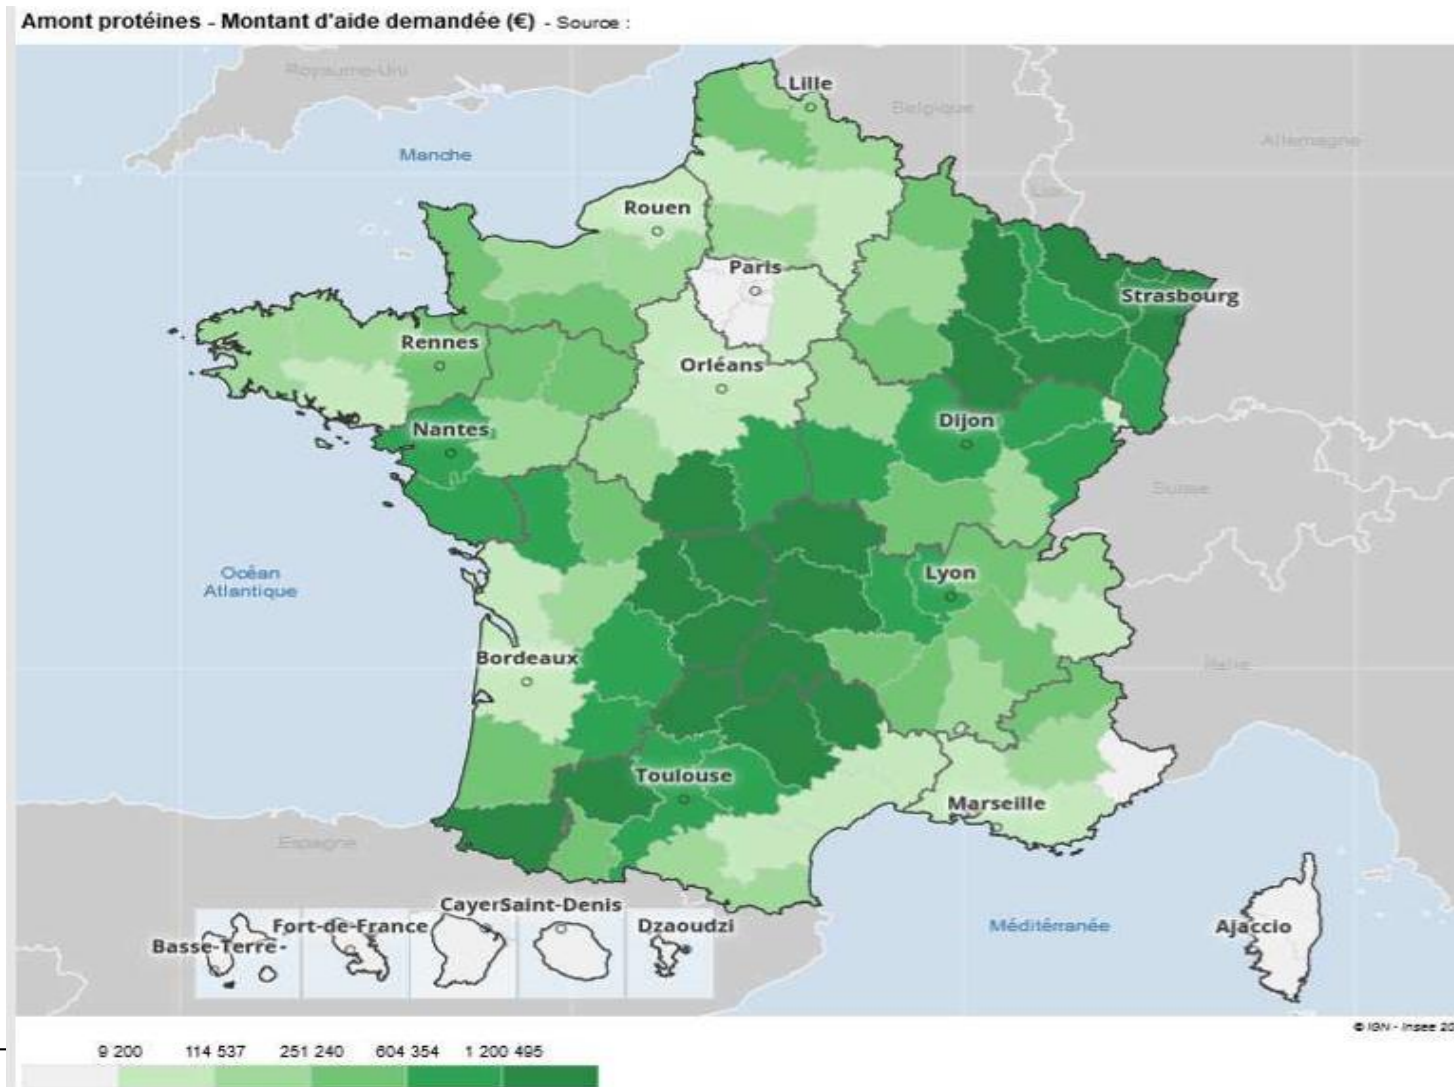 Amont protéines - Montant d'aide demandée (€) - Source :
Royaume-Uni
Lille
Belgique
Manche
Allemagne
Rouen
Paris
Strasbourg
Rennes
Orléans
Nantes
Dijon
Suisse
Océan
Atlantique
Lyon
Bordeaux
Italie
Toulouse
Marseille
Espagne
CayerSaint-Denis
Fort-de-France
Dzaoudzi
Méditérranée
Ajaccio
Basse-Terre-
© IGN - Insee 20
9 200 114 537 251 240 604 354 1 200 495